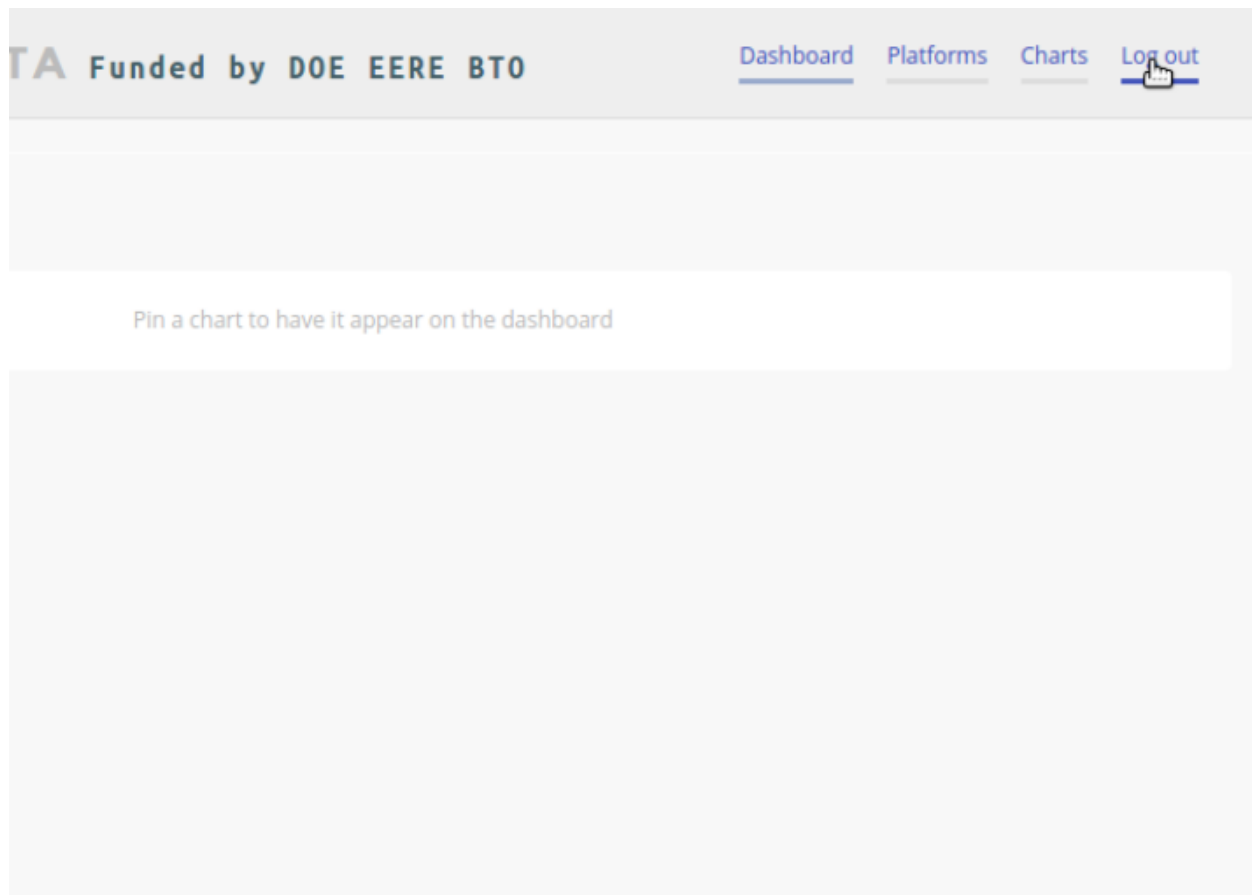 TA Funded by DOE EERE BTO
Dashboard Platforms Charts Log out
Pin a chart to have it appear on the dashboard